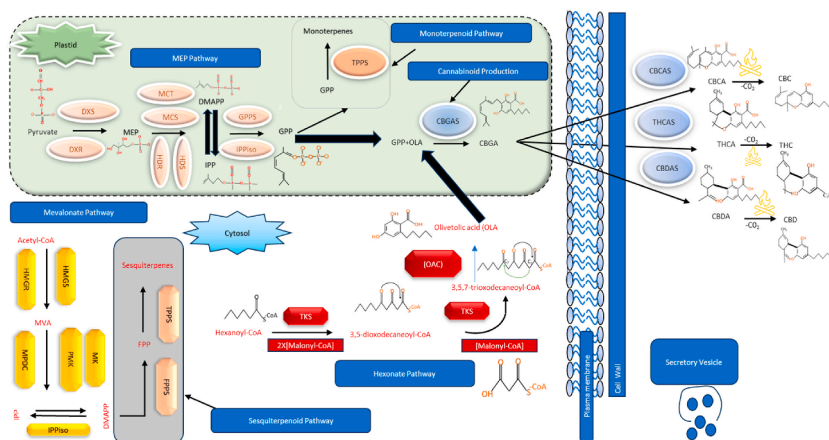 Plastid
MEP Pathway
Monoterpenes
TPPS
GPP
Monoterpenoid Pathway
Cannabinoid Production
DXS
Pyruvate
DXR
MEP
MCT
MCS
HDR
HDS
DMAPP
IPP
GPPS
IPPiso
GPP
CBGAS
GPP+OLA
CBGA
CBCAS
CBCA
-CO2
CBC
THCAS
THCA
-CO2
THC
CBDAS
CBDA
-CO2
CBD
Mevalonate Pathway
Cytosol
Acetyl-CoA
HMGR
HMGS
MVA
MPDC
PMK
MK
IPPiso
DMAPP
Sesquiterpenes
TPPS
FPP
FPPS
Sesquiterpenoid Pathway
Olivetolic acid (OLA
[OAC)
3,5,7-trioxodecaneoyl-CoA
TKS
Hexanoyl-CoA
2X[Malonyl-CoA]
3,5-dioxodecaneoyl-CoA
TKS
[Malonyl-CoA]
Hexonate Pathway
S-CoA
OH
Plasma membrane
Cell Wall
Secretory Vesicle